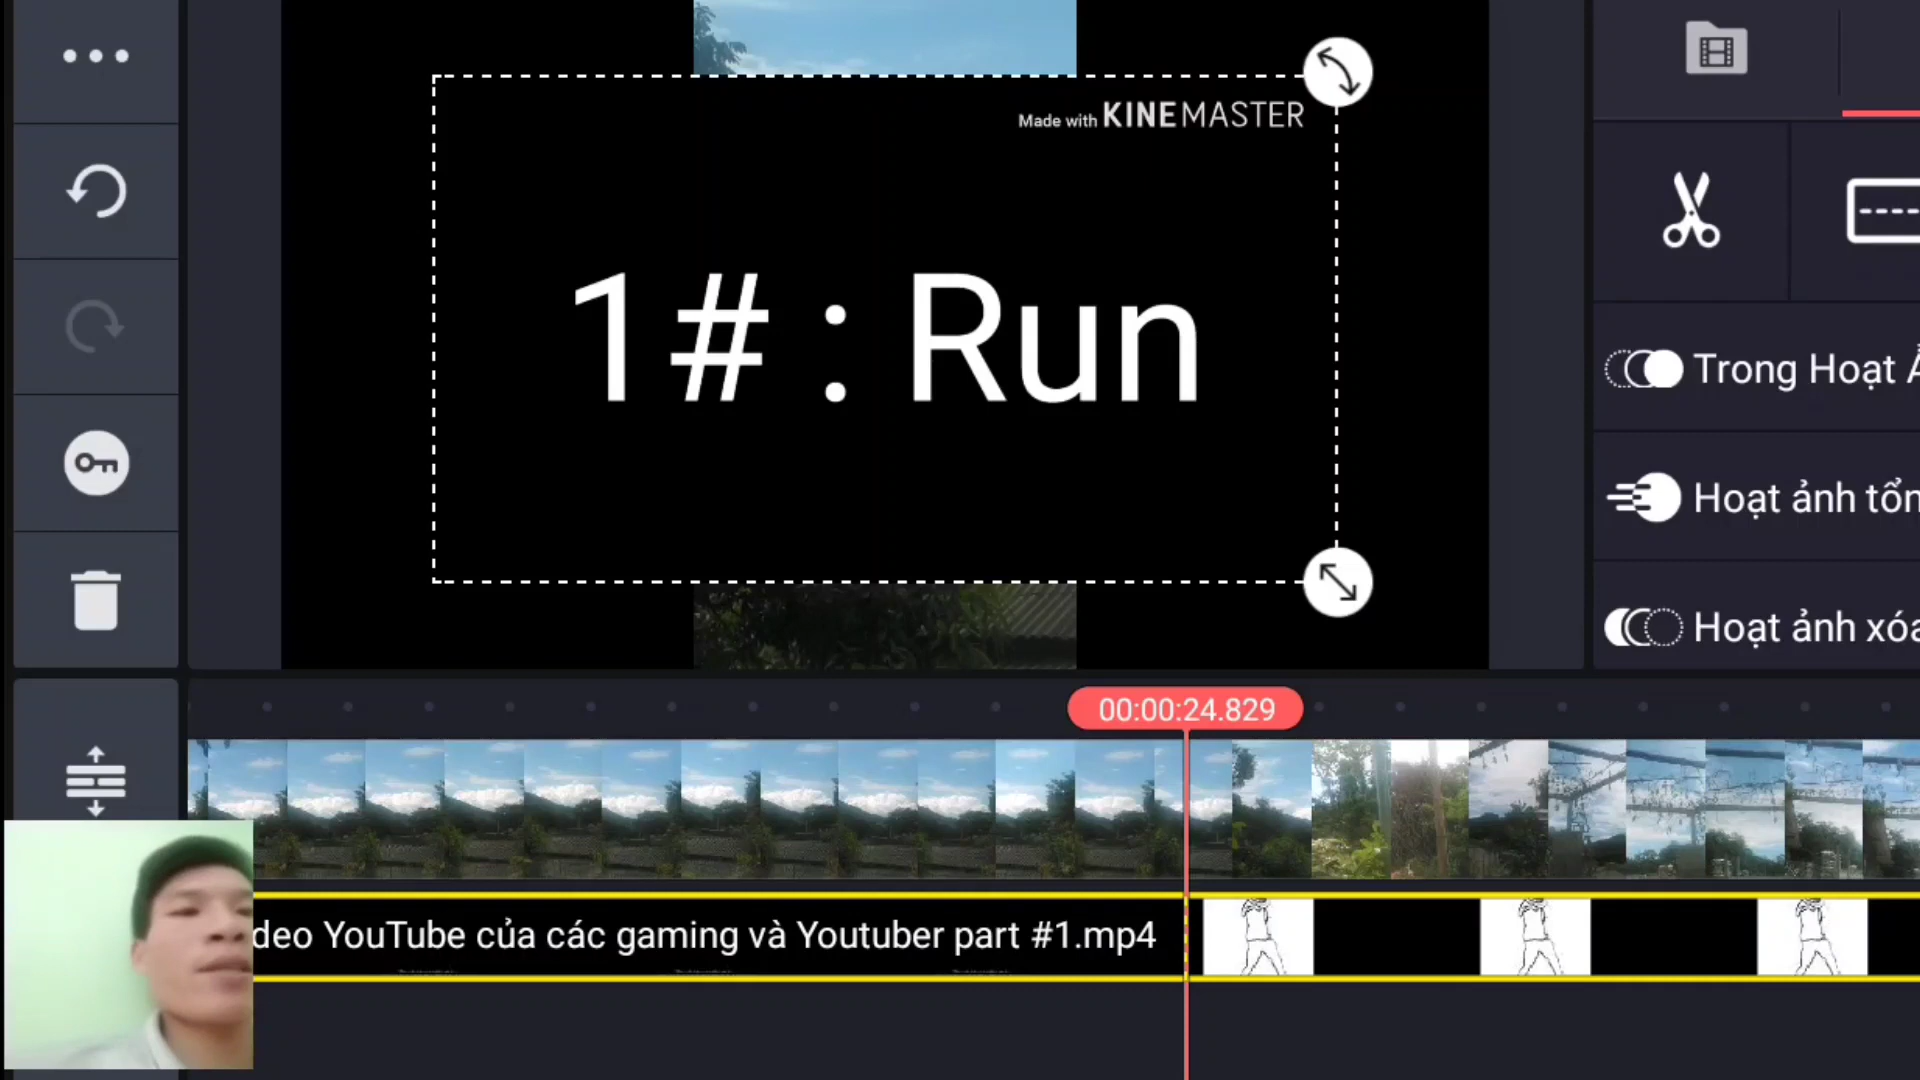 Made with KINEMASTER
1# : Run
Trong Hoạt Ả
Hoạt ảnh tổn
Hoạt ảnh xóa
00:00:24.829
deo YouTube của các gaming và Youtuber part #1.mp4